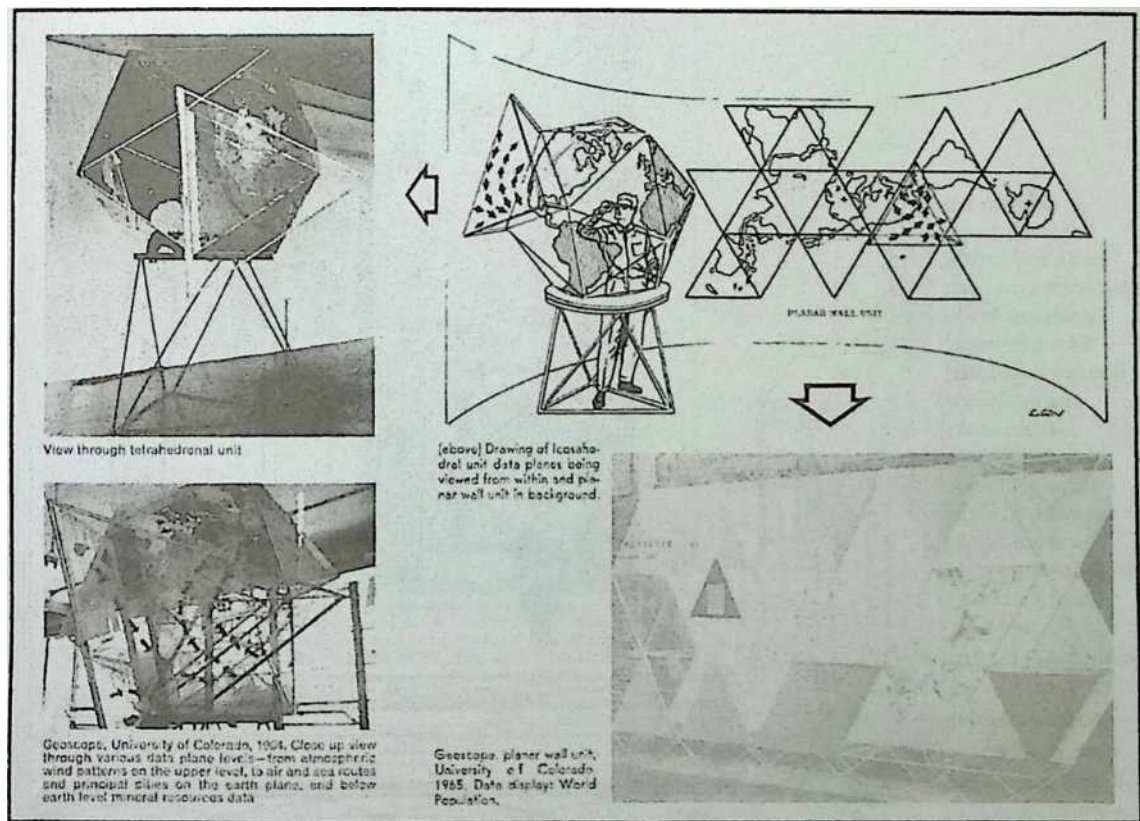 View through tetrahedronal unit
(above) Drawing of Icosahe-
dral unit data planes being
viewed from within and pla-
nar wall unit in background.
PLANAR WALL UNIT
Geoscope, University of Colorado, 1964. Close up view
through various data plane levels—from atmospheric
wind patterns on the upper level, to air and sea routes
and principal cities on the earth plane, and below
earth level mineral resources data
Geoscope, planer wall unit,
University of Colorado
1965. Data display: World
Population.